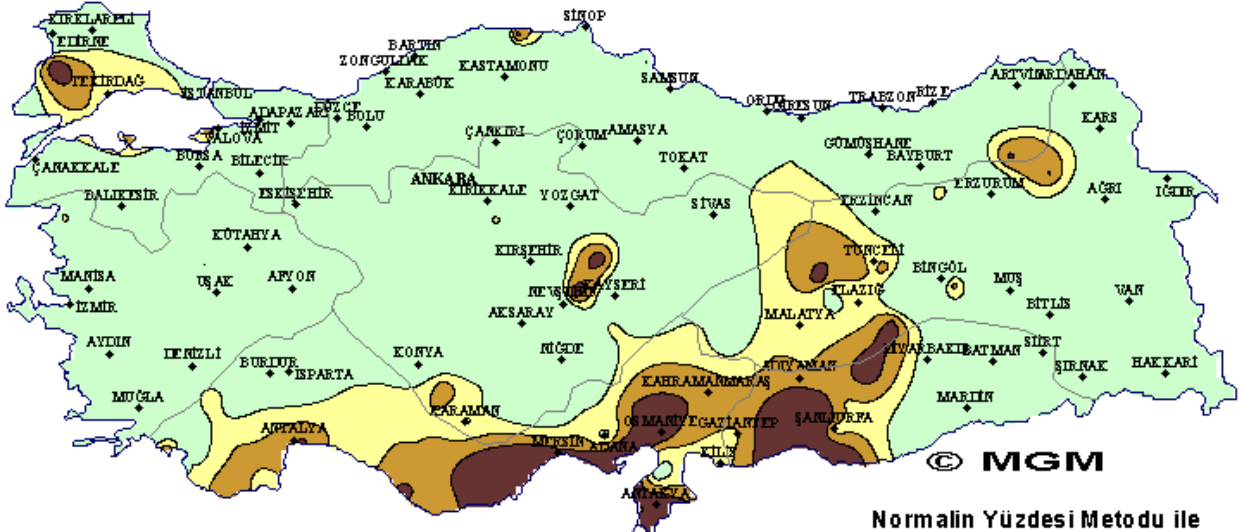 SİNOP
KIRKLARELİ
EDİRNE
BARTIN
ZONGULDAK
KASTAMONU
KARABÜK
TEKİRDAĞ
İSTANBUL
SAMSUN
ARTVİN
ARDAHAN
RİZE
TRABZON
ORDU
GİRESUN
ADAPAZARI
DÜZCE
BOLU
İZMİT
YALOVA
KARS
ÇANKIRI
ÇORUM
AMASYA
TOKAT
GÜMÜŞHANE
BAYBURT
ÇANAKKALE
BURSA
BİLECİK
ANKARA
KIRIKKALE
YOZGAT
ESKİŞEHİR
BALIKESİR
SİVAS
ERZİNCAN
ERZURUM
AĞRI
IĞDIR
KÜTAHYA
KIRŞEHİR
TUNCELİ
BİNGÖL
MUŞ
VAN
MANİSA
UŞAK
AFYON
NEVŞEHİR
KAYSERİ
ELAZIĞ
BİTLİS
İZMİR
AKSARAY
MALATYA
AYDIN
DENİZLİ
BURDUR
ISPARTA
KONYA
NİĞDE
ADIYAMAN
DİYARBAKIR
BATMAN
SİİRT
ŞIRNAK
HAKKARİ
KAHRAMANMARAŞ
MUĞLA
KARAMAN
MARDİN
ANTALYA
MERSİN
ADANA
OSMANİYE
GAZİANTEP
ŞANLIURFA
KİLİS
© MGM
ANTAKYA
Normalin Yüzdesi Metodu ile